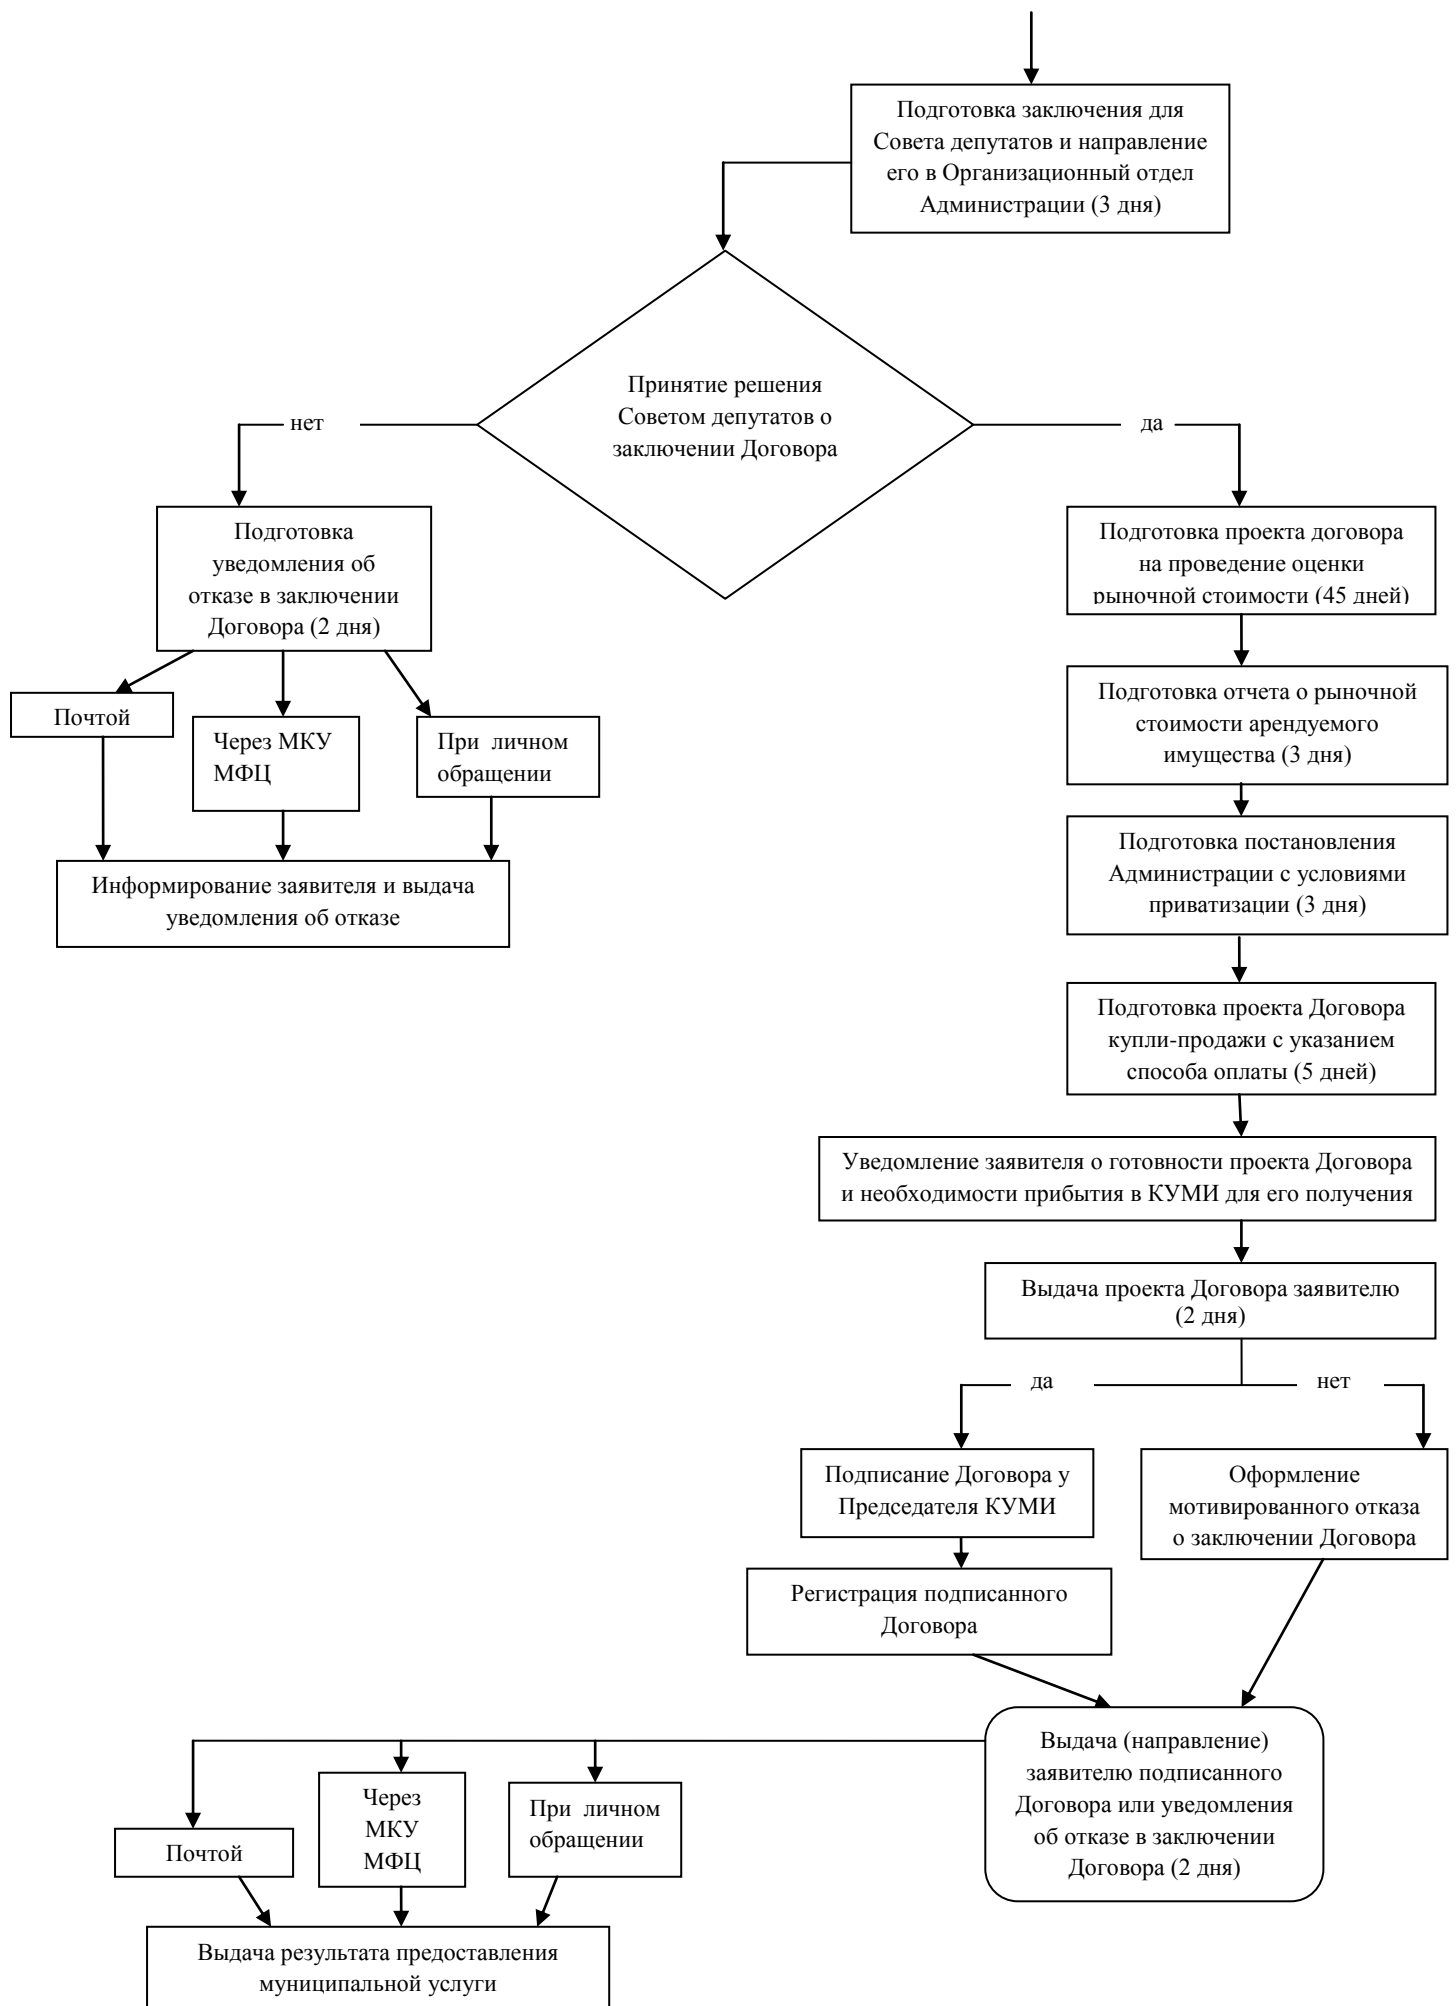 Подготовка заключения для
Совета депутатов и направление
его в Организационный отдел
Администрации (3 дня)
Принятие решения
Советом депутатов о
заключении Договора
нет
да
Подготовка
уведомления об
отказе в заключении
Договора (2 дня)
Подготовка проекта договора
на проведение оценки
рыночной стоимости (45 дней)
Почтой
Через МКУ
МФЦ
При личном
обращении
Информирование заявителя и выдача
уведомления об отказе
Подготовка отчета о рыночной
стоимости арендуемого
имущества (3 дня)
Подготовка постановления
Администрации с условиями
приватизации (3 дня)
Подготовка проекта Договора
купли-продажи с указанием
способа оплаты (5 дней)
Уведомление заявителя о готовности проекта Договора
и необходимости прибытия в КУМИ для его получения
Выдача проекта Договора заявителю
(2 дня)
да
нет
Подписание Договора у
Председателя КУМИ
Оформление
мотивированного отказа
о заключении Договора
Регистрация подписанного
Договора
Выдача (направление)
заявителю подписанного
Договора или уведомления
об отказе в заключении
Договора (2 дня)
Почтой
Через
МКУ
МФЦ
При личном
обращении
Выдача результата предоставления
муниципальной услуги